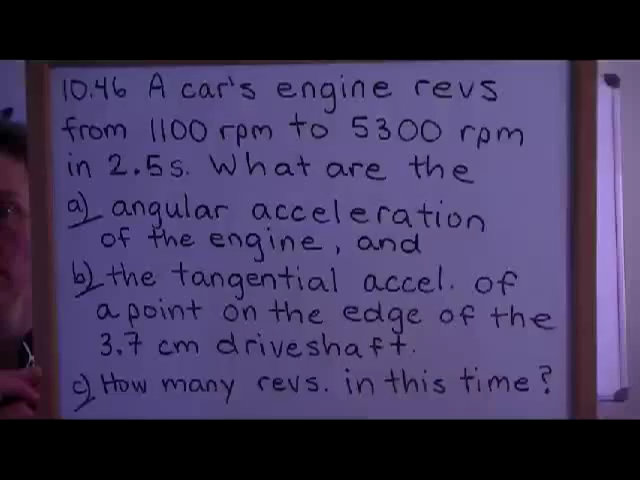 10.46 A car's engine revs
from 1100 rpm to 5300 rpm
in 2.5s. What are the
a) angular acceleration
of the engine, and
b) the tangential accel. of
a point on the edge of the
3.7 cm driveshaft.
c) How many revs. in this time?